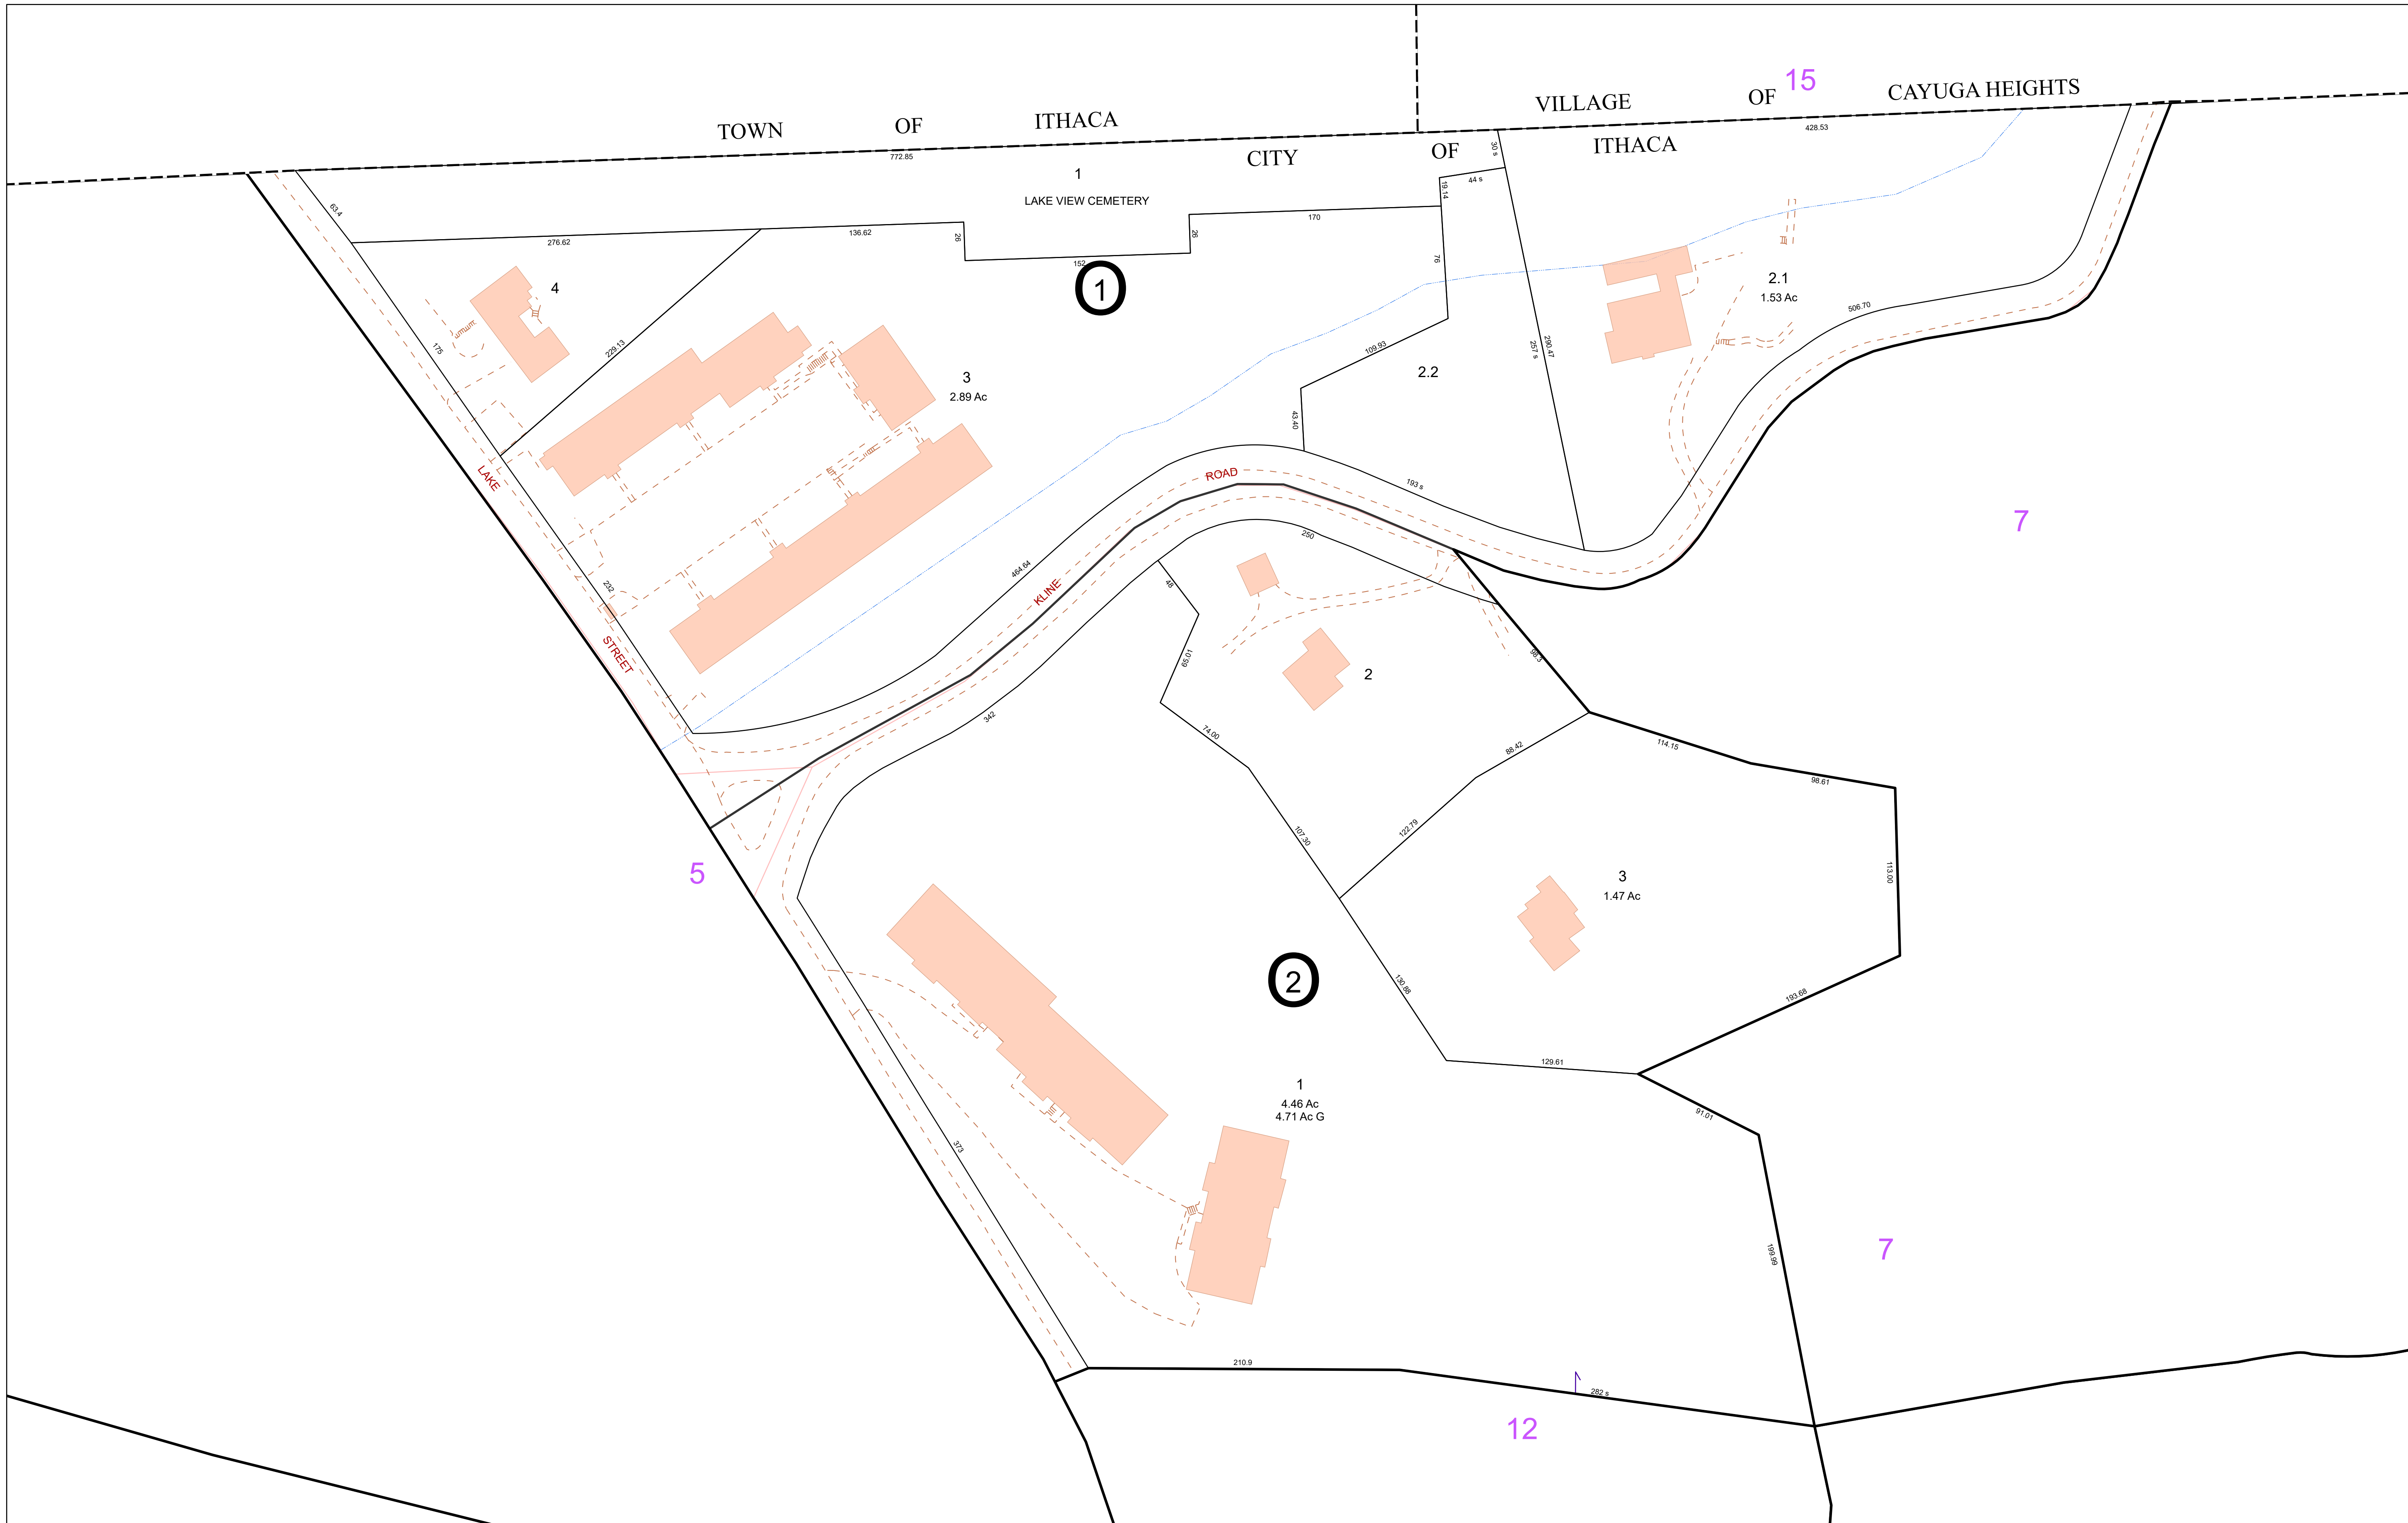 15
TOWN OF ITHACA
VILLAGE OF CAYUGA HEIGHTS
772.85
428.53
CITY OF ITHACA
1
LAKE VIEW CEMETERY
30 s
44 s
19.14
63.4
276.62
136.62
26
152
26
170
76
4
175
229.13
1
3
2.89 Ac
109.93
43.40
2.2
290.47
257 s
2.1
1.53 Ac
506.70
LAKE
STREET
232
464.64
KLINE
ROAD
193 s
7
250
48
65.01
74.00
342
2
98.3
88.42
114.15
98.61
122.79
107.30
5
3
1.47 Ac
113.00
130.88
193.68
2
129.61
1
4.46 Ac
4.71 Ac G
91.01
373
199.99
7
210.9
282 s
12